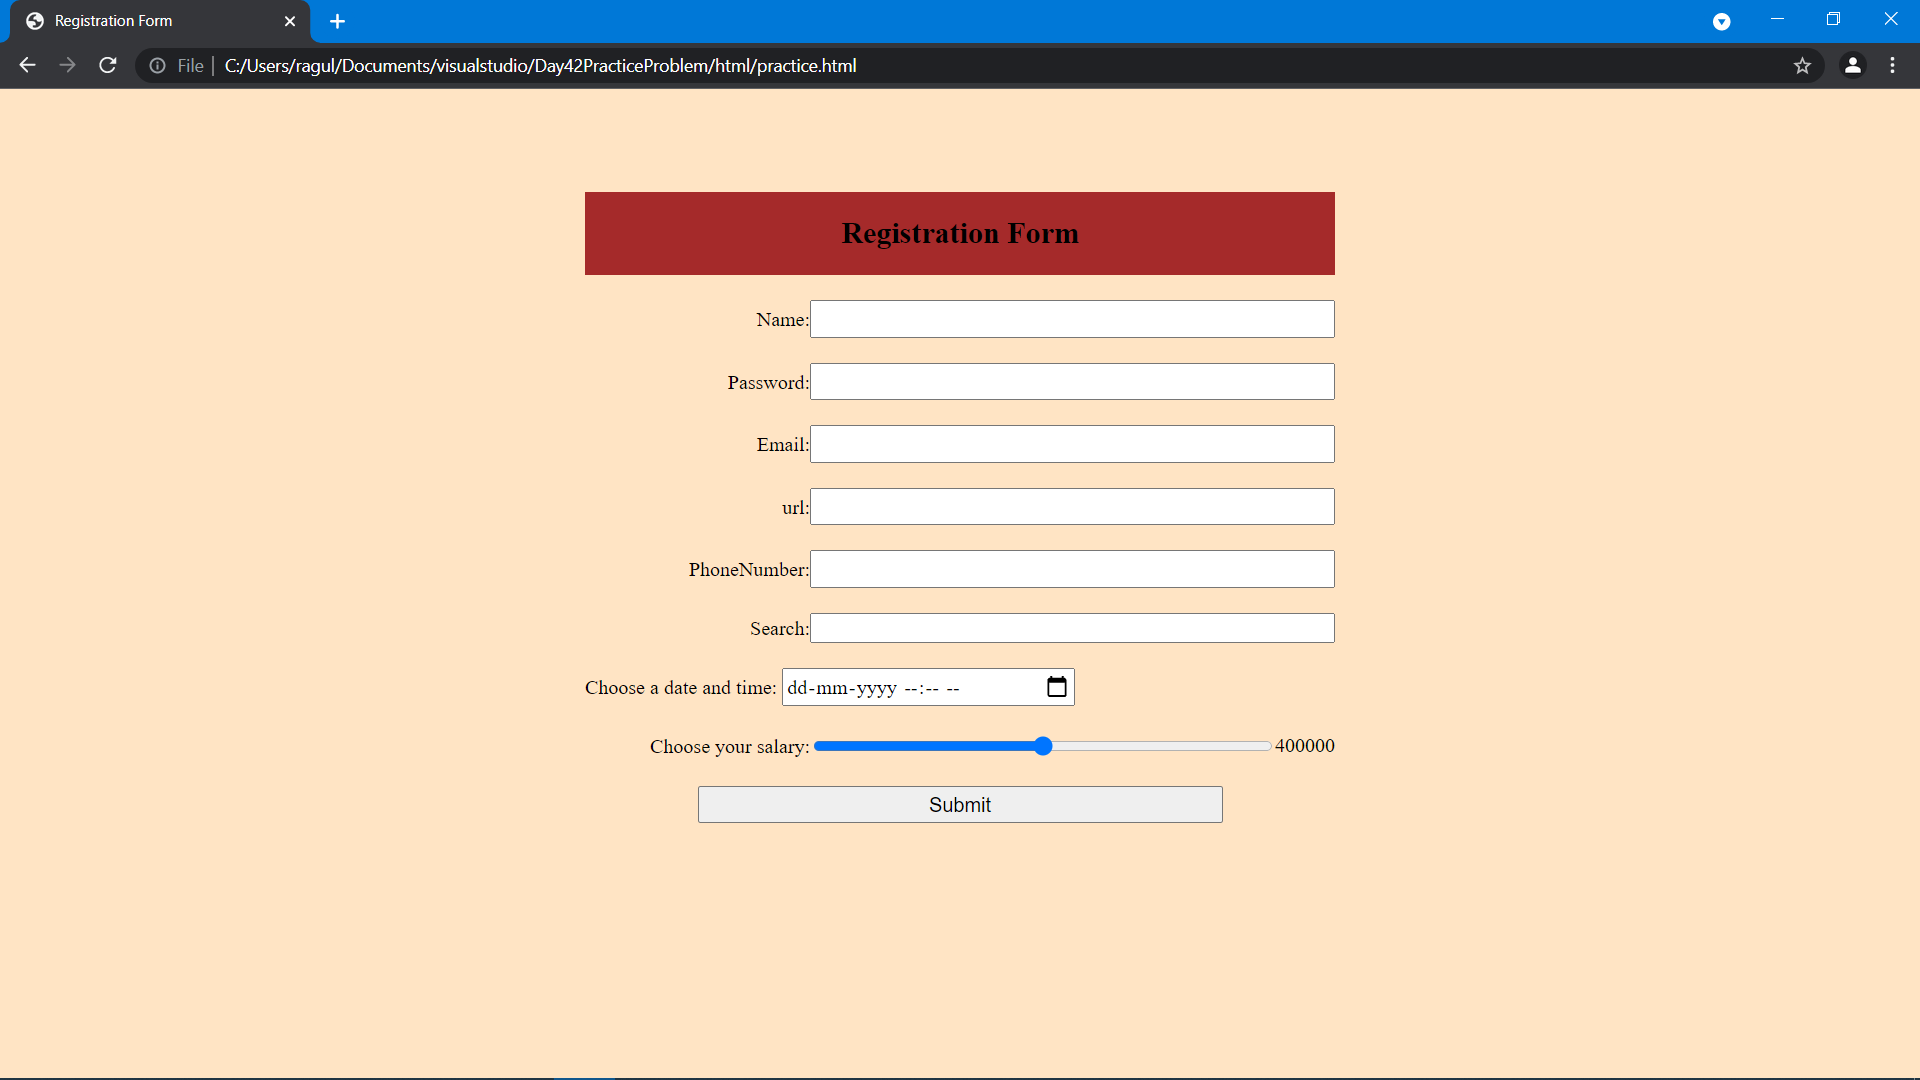 Registration Form
File | C:/Users/ragul/Documents/visualstudio/Day42PracticeProblem/html/practice.html
Registration Form
Name:
Password:
Email:
url:
PhoneNumber:
Search:
Choose a date and time: dd-mm-yyyy --:-- --
Choose your salary: 400000
Submit